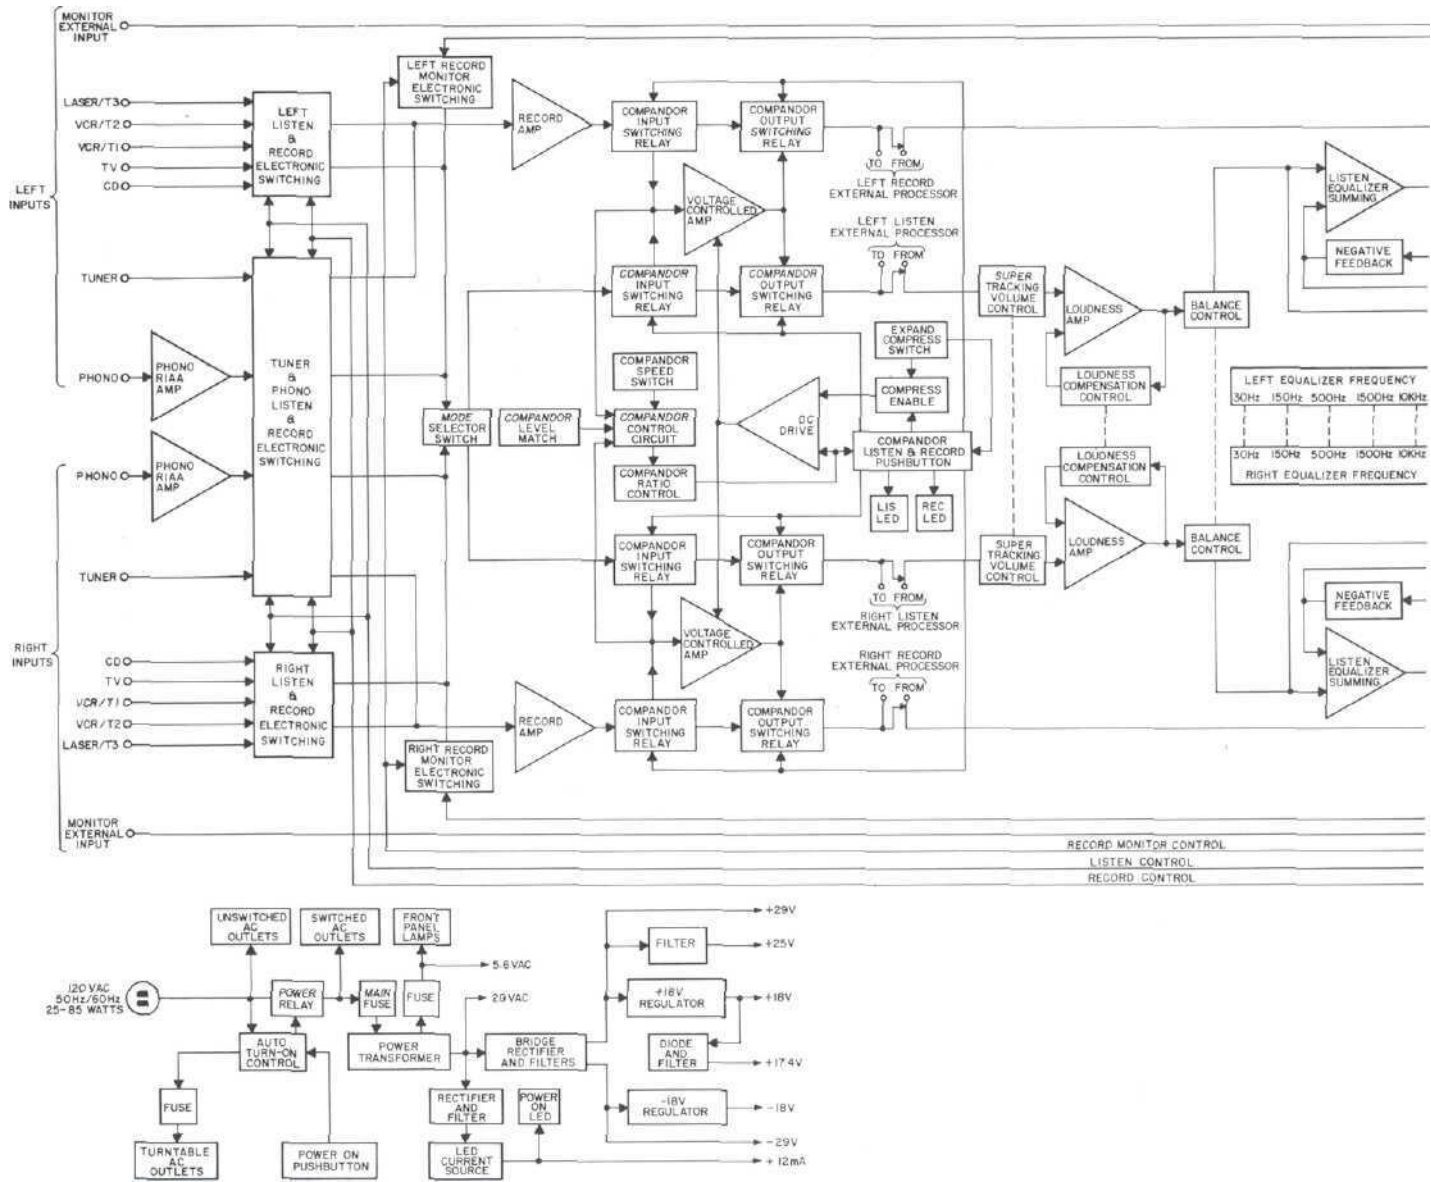 MONITOR
EXTERNAL
INPUT
LEFT RECORD
MONITOR
ELECTRONIC
SWITCHING
LASER/T3
VCR/T2
VCR/T1
TV
CD
LEFT
INPUTS
LEFT
LISTEN
&
RECORD
ELECTRONIC
SWITCHING
RECORD
AMP
COMPANDOR
INPUT
SWITCHING
RELAY
COMPANDOR
OUTPUT
SWITCHING
RELAY
TO FROM
LEFT RECORD
EXTERNAL PROCESSOR
VOLTAGE
CONTROLLED
AMP
LEFT LISTEN
EXTERNAL PROCESSOR
TO FROM
LISTEN
EQUALIZER
SUMMING
NEGATIVE
FEEDBACK
TUNER
COMPANDOR
INPUT
SWITCHING
RELAY
COMPANDOR
OUTPUT
SWITCHING
RELAY
SUPER
TRACKING
VOLUME
CONTROL
LOUDNESS
AMP
BALANCE
CONTROL
PHONO
PHONO
RIAA
AMP
TUNER
&
PHONO
LISTEN
&
RECORD
ELECTRONIC
SWITCHING
COMPANDOR
SPEED
SWITCH
EXPAND
COMPRESS
SWITCH
COMPRESS
ENABLE
LOUDNESS
COMPENSATION
CONTROL
LEFT EQUALIZER FREQUENCY
30Hz 150Hz 500Hz 1500Hz 10KHz
MODE
SELECTOR
SWITCH
COMPANDOR
LEVEL
MATCH
COMPANDOR
CONTROL
CIRCUIT
DC
DRIVE
COMPANDOR
LISTEN & RECORD
PUSHBUTTON
30Hz 150Hz 500Hz 1500Hz 10KHz
RIGHT EQUALIZER FREQUENCY
PHONO
PHONO
RIAA
AMP
COMPANDOR
RATIO
CONTROL
LIS
LED
REC
LED
LOUDNESS
COMPENSATION
CONTROL
TUNER
COMPANDOR
INPUT
SWITCHING
RELAY
COMPANDOR
OUTPUT
SWITCHING
RELAY
SUPER
TRACKING
VOLUME
CONTROL
LOUDNESS
AMP
BALANCE
CONTROL
TO FROM
RIGHT LISTEN
EXTERNAL PROCESSOR
NEGATIVE
FEEDBACK
RIGHT
INPUTS
VOLTAGE
CONTROLLED
AMP
RIGHT RECORD
EXTERNAL PROCESSOR
TO FROM
LISTEN
EQUALIZER
SUMMING
CD
TV
VCR/T1
VCR/T2
LASER/T3
RIGHT
LISTEN
&
RECORD
ELECTRONIC
SWITCHING
RECORD
AMP
COMPANDOR
INPUT
SWITCHING
RELAY
COMPANDOR
OUTPUT
SWITCHING
RELAY
RIGHT RECORD
MONITOR
ELECTRONIC
SWITCHING
MONITOR
EXTERNAL
INPUT
RECORD MONITOR CONTROL
LISTEN CONTROL
RECORD CONTROL
UNSWITCHED
AC
OUTLETS
SWITCHED
AC
OUTLETS
FRONT
PANEL
LAMPS
+29V
FILTER
+25V
5.6 VAC
120 VAC
50Hz/60Hz
25-85 WATTS
POWER
RELAY
MAIN
FUSE
FUSE
29 VAC
+18V
REGULATOR
+18V
AUTO
TURN-ON
CONTROL
POWER
TRANSFORMER
BRIDGE
RECTIFIER
AND FILTERS
DIODE
AND
FILTER
+17.4V
FUSE
RECTIFIER
AND
FILTER
POWER
ON
LED
-18V
REGULATOR
-18V
-29V
TURNTABLE
AC
OUTLETS
POWER ON
PUSHBUTTON
LED
CURRENT
SOURCE
+12mA